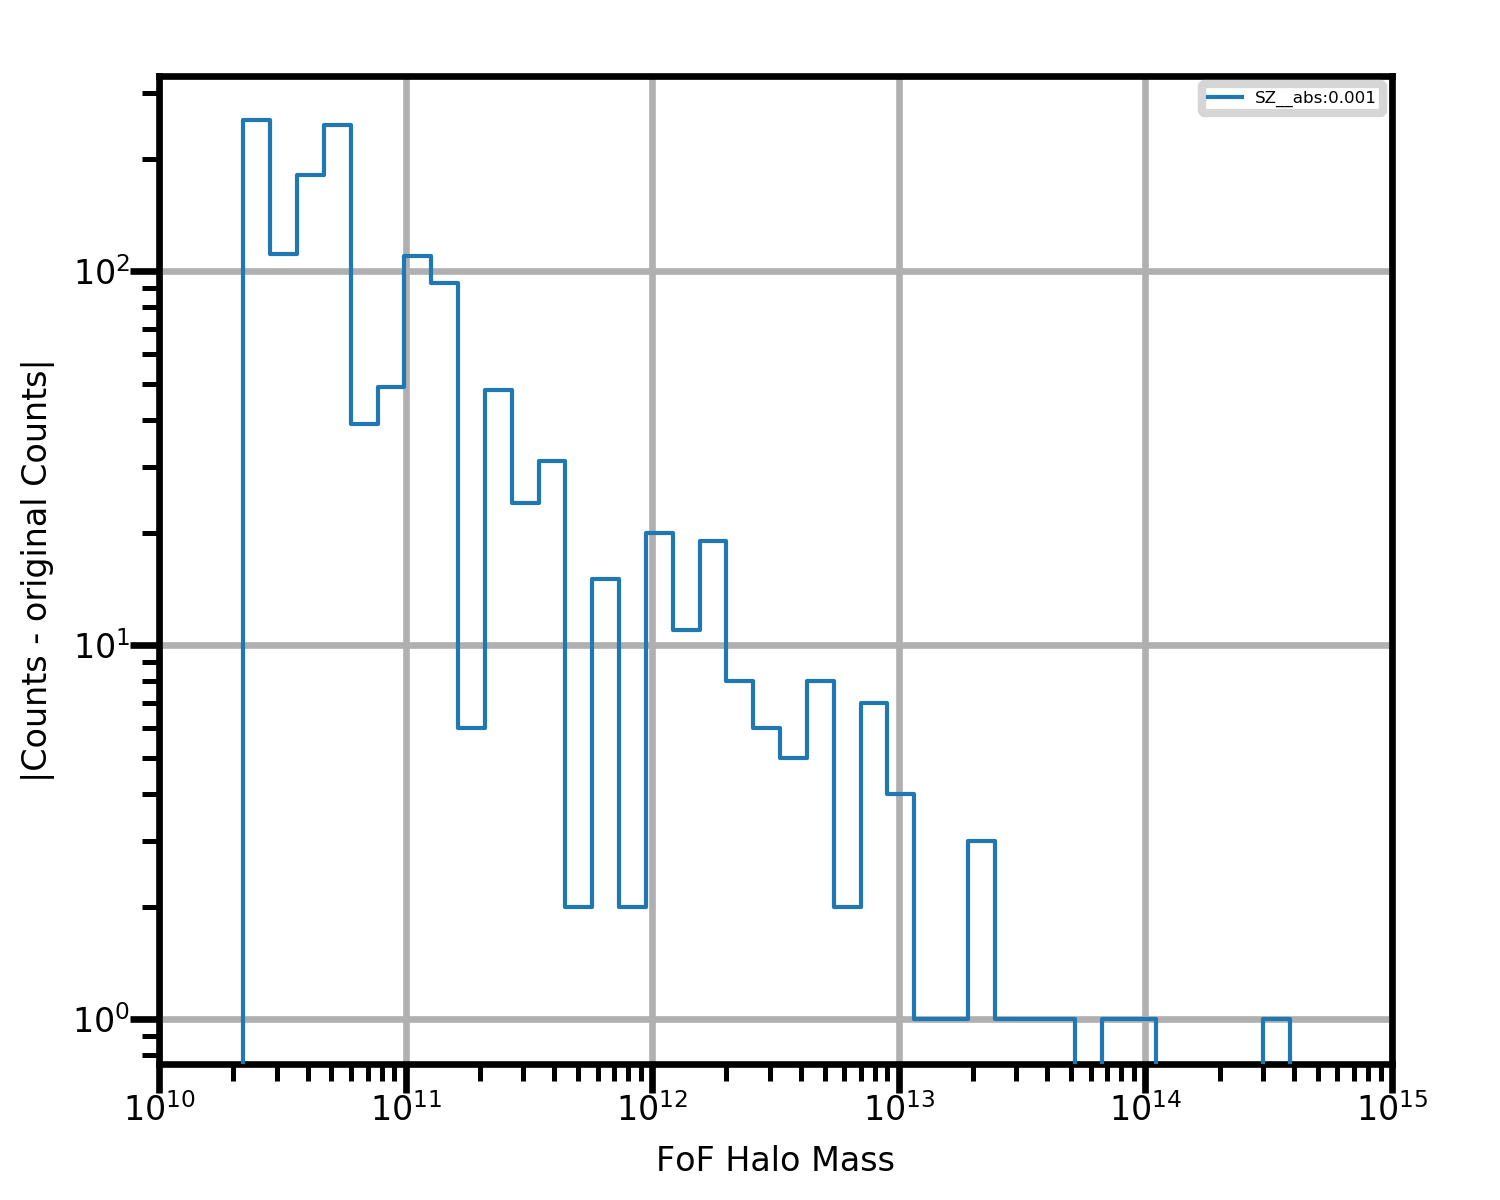 SZ__abs:0.001
|Counts - original Counts|
10²
10¹
10⁰
10¹⁰ 10¹¹ 10¹² 10¹³ 10¹⁴ 10¹⁵
FoF Halo Mass